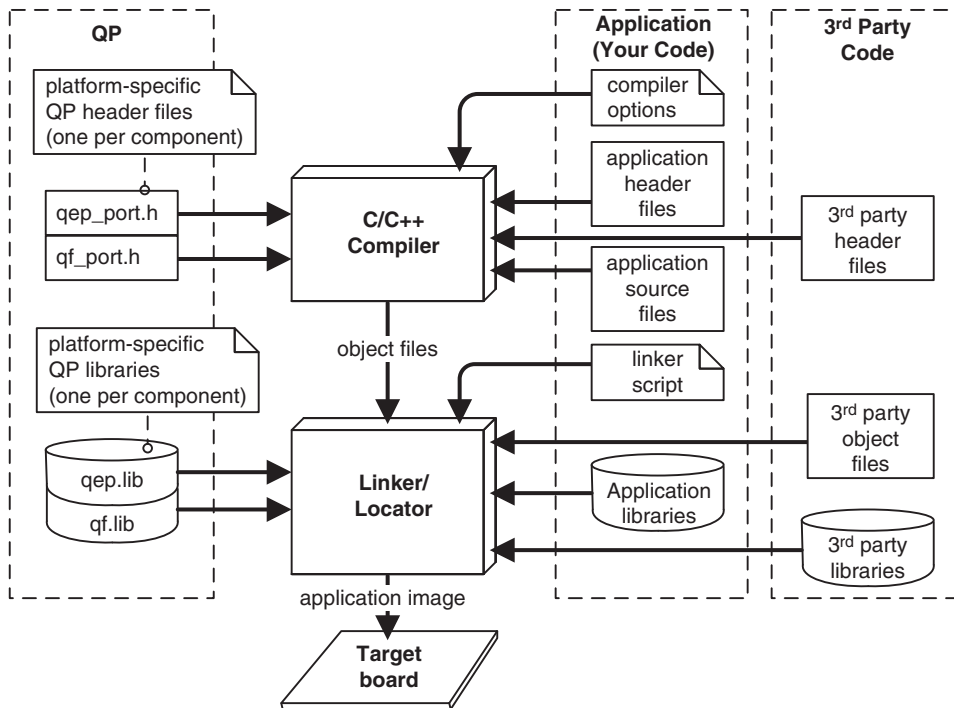 QP
platform-specific
QP header files
(one per component)
qep_port.h
qf_port.h
platform-specific
QP libraries
(one per component)
qep.lib
qf.lib
C/C++
Compiler
object files
Linker/
Locator
application image
Target
board
Application
(Your Code)
compiler
options
application
header
files
application
source
files
linker
script
Application
libraries
3rd Party
Code
3rd party
header
files
3rd party
object
files
3rd party
libraries